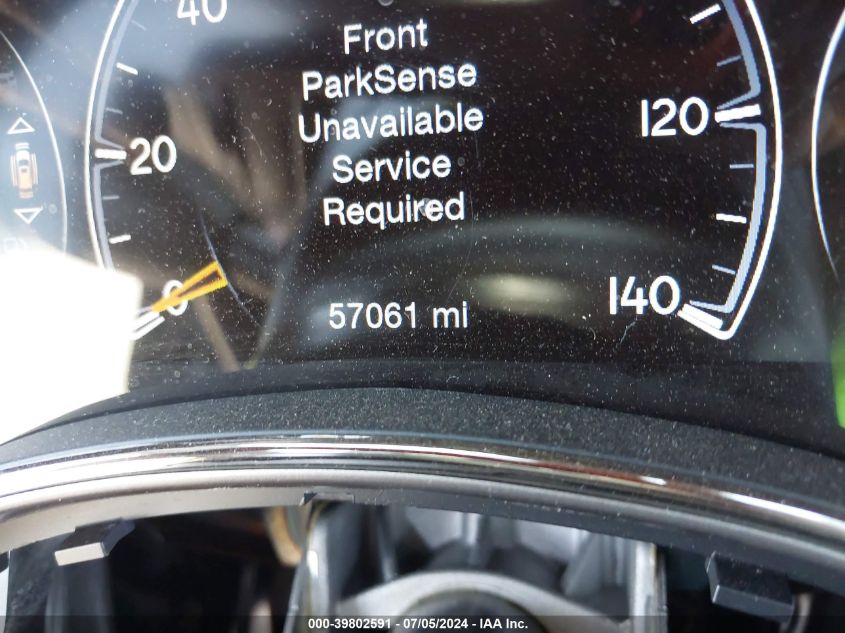 40
Front
ParkSense
Unavailable
Service
Required
120
20
0
57061 mi
140
000-39802591 - 07/05/2024 - IAA Inc.